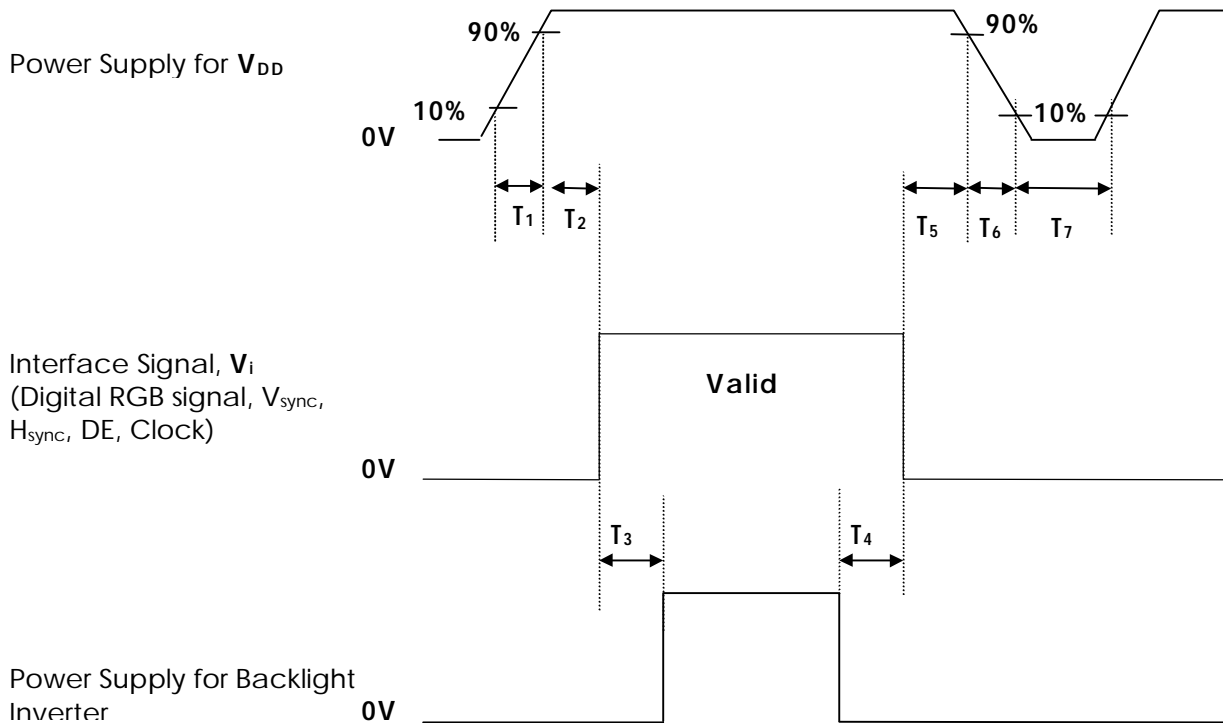 90%
90%
Power Supply for VDD
10%
10%
0V
T1
T2
T5
T6
T7
Interface Signal, Vi
(Digital RGB signal, Vsync,
Hsync, DE, Clock)
Valid
0V
T3
T4
Power Supply for Backlight
Inverter
0V